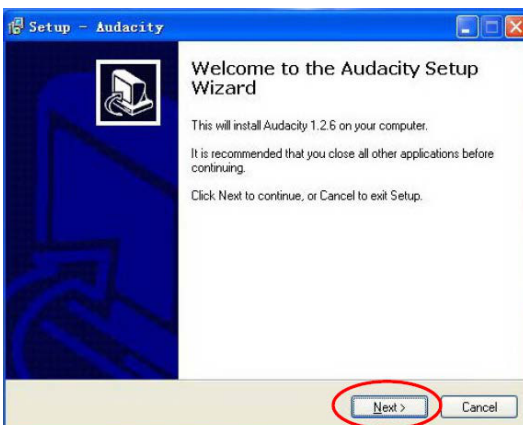 Setup - Audacity
Welcome to the Audacity Setup
Wizard
This will install Audacity 1.2.6 on your computer.
It is recommended that you close all other applications before
continuing.
Click Next to continue, or Cancel to exit Setup.
Next >
Cancel